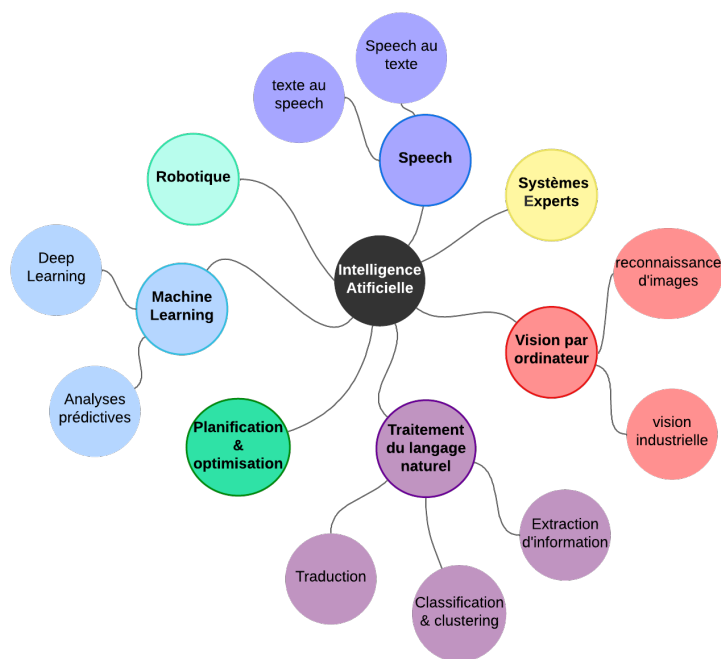 Speech au
texte
texte au
speech
Speech
Robotique
Systèmes
Experts
Deep
Learning
Machine
Learning
Intelligence
Atificielle
reconnaissance
d'images
Vision par
ordinateur
Analyses
prédictives
Planification
&
optimisation
Traitement
du langage
naturel
vision
industrielle
Extraction
d'information
Traduction
Classification
& clustering